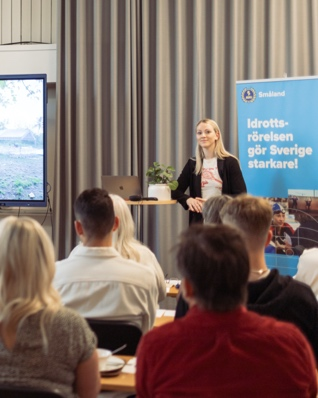 Småland
Idrotts-
rörelsen
gör Sverige
starkare!